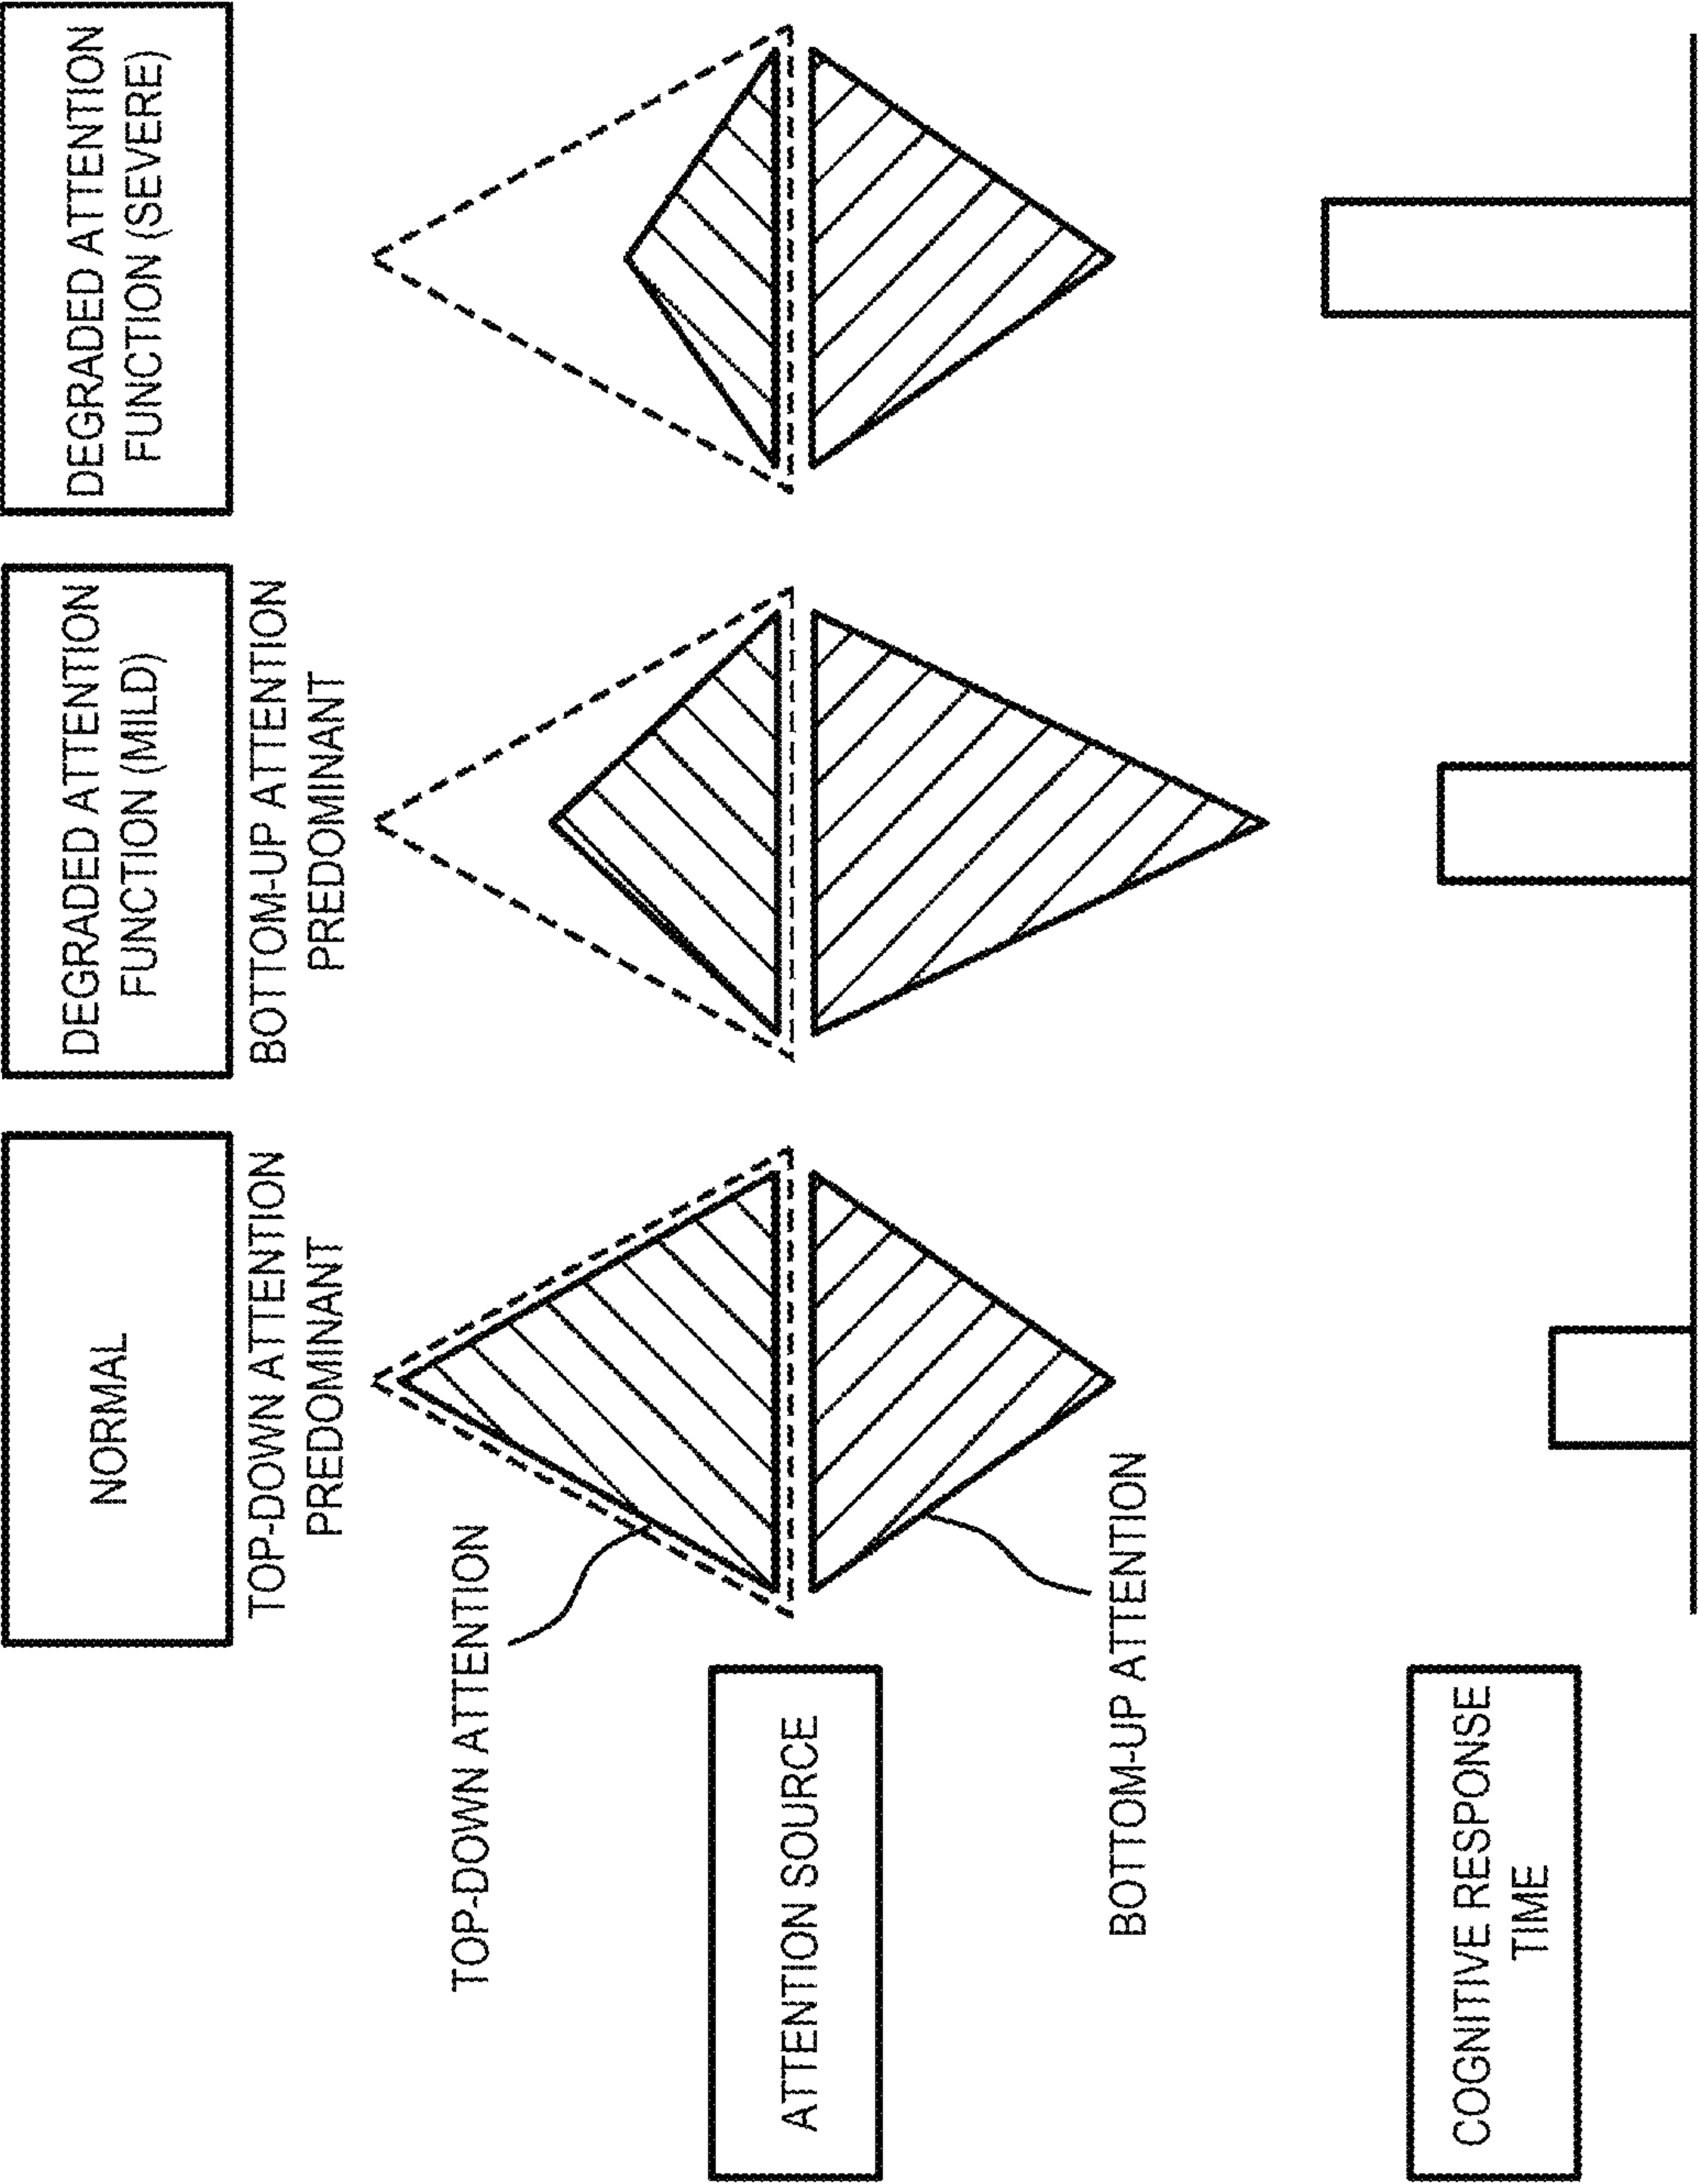 NORMAL
DEGRADED ATTENTION
FUNCTION (MILD)
DEGRADED ATTENTION
FUNCTION (SEVERE)
TOP-DOWN ATTENTION
PREDOMINANT
BOTTOM-UP ATTENTION
PREDOMINANT
TOP-DOWN ATTENTION
ATTENTION SOURCE
BOTTOM-UP ATTENTION
COGNITIVE RESPONSE
TIME